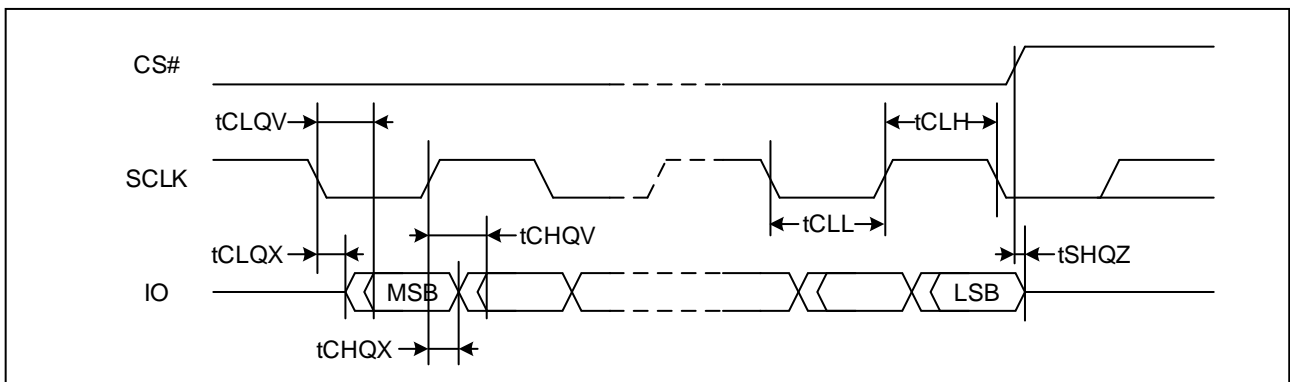 CS#
tCLQV
tCLH
SCLK
tCLL
tCHQV
tCLQX
tSHQZ
IO
MSB
LSB
tCHQX